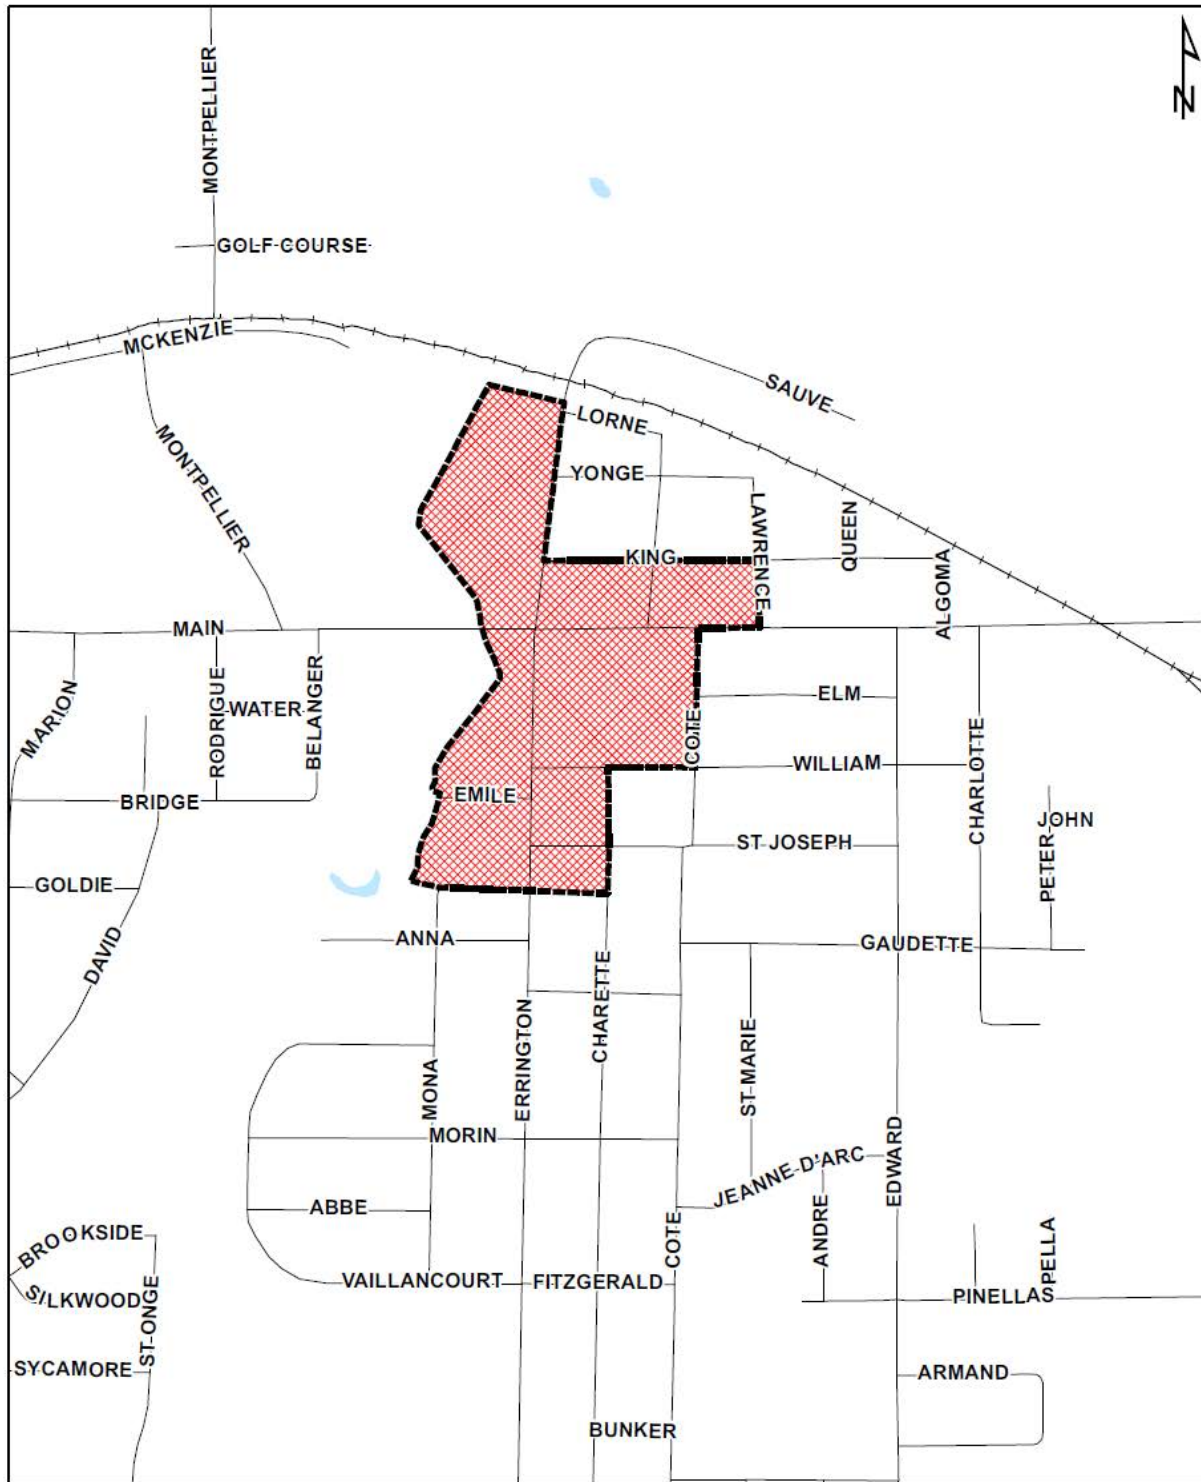 N
MONTPELLIER
GOLF COURSE
MCKENZIE
SAUVE
LORNE
MONTPELLIER
YONGE
LAWRENCE
QUEEN
KING
ALGOMA
MAIN
MARION
RODRIGUE
WATER
BELANGER
ELM
COTE
WILLIAM
CHARLOTTE
EMILE
BRIDGE
JOHN
PETER
ST JOSEPH
GOLDIE
DAVID
ANNA
GAUDETTE
CHARETTE
ERRINGTON
ST MARIE
MONA
MORIN
EDWARD
JEANNE D'ARC
ABBE
ANDRE
COTE
BROOKSIDE
PELLA
SILKWOOD
ST ONGE
VAILLANCOURT
FITZGERALD
PINELLAS
SYCAMORE
ARMAND
BUNKER